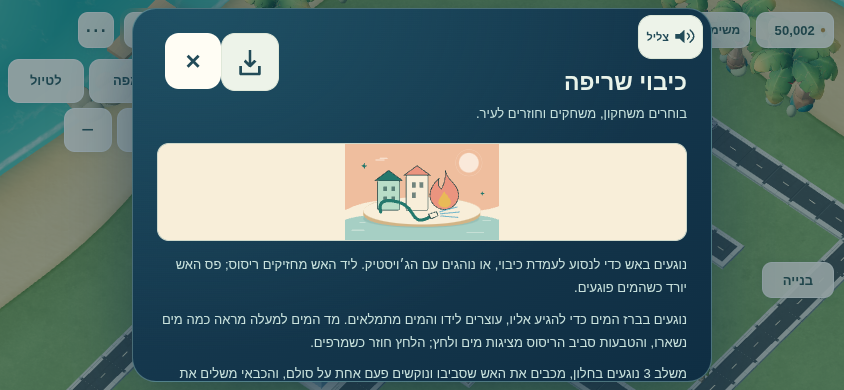 50,002
משימ
צליל
...
לטיול
מפה
–
בנייה
כיבוי שריפה
בוחרים משחקון, משחקים וחוזרים לעיר.
נוגעים באש כדי לנסוע לעמדת כיבוי, או נוהגים עם הג'ויסטיק. ליד האש מחזיקים ריסוס; פס האש
יורד כשהמים פוגעים.
נוגעים בברז המים כדי להגיע אליו, עוצרים לידו והמים מתמלאים. מד המים למעלה מראה כמה מים
נשארו, והטבעות סביב הריסוס מציגות מים ולחץ; הלחץ חוזר כשמרפים.
משלב 3 נוגעים בחלון, מכבים את האש שסביבו ונוקשים פעם אחת על סולם, והכבאי משלים את